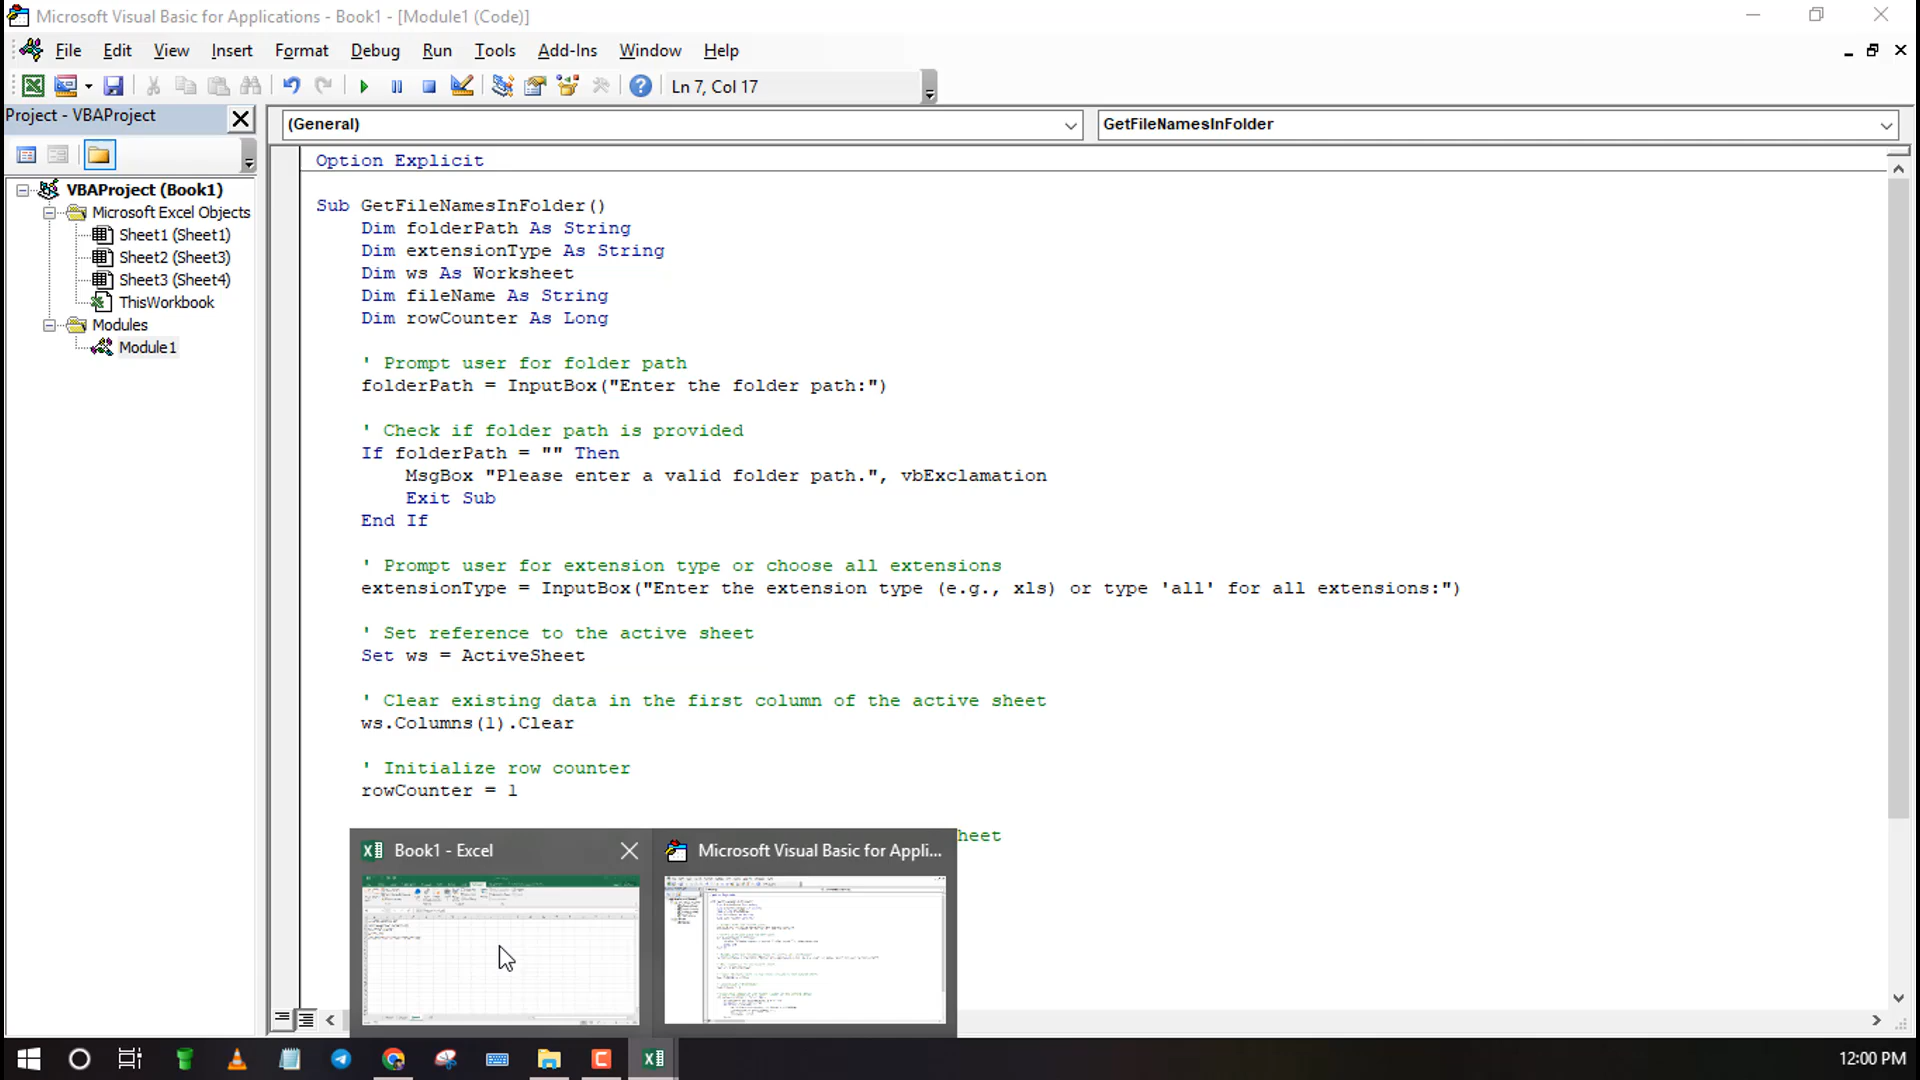 Microsoft Visual Basic for Applications - Book1 - [Module1 (Code)]
File Edit View Insert Format Debug Run Tools Add-Ins Window Help
Ln 7, Col 17
Project - VBAProject
(General)
GetFileNamesInFolder
VBAProject (Book1)
Microsoft Excel Objects
Sheet1 (Sheet1)
Sheet2 (Sheet3)
Sheet3 (Sheet4)
ThisWorkbook
Modules
Module1
Option Explicit
Sub GetFileNamesInFolder()
Dim folderPath As String
Dim extensionType As String
Dim ws As Worksheet
Dim fileName As String
Dim rowCounter As Long
' Prompt user for folder path
folderPath = InputBox("Enter the folder path:")
' Check if folder path is provided
If folderPath = "" Then
MsgBox "Please enter a valid folder path.", vbExclamation
Exit Sub
End If
' Prompt user for extension type or choose all extensions
extensionType = InputBox("Enter the extension type (e.g., xls) or type 'all' for all extensions:")
' Set reference to the active sheet
Set ws = ActiveSheet
' Clear existing data in the first column of the active sheet
ws.Columns(1).Clear
' Initialize row counter
rowCounter = 1
heet
Book1 - Excel
Microsoft Visual Basic for Appli...
12:00 PM